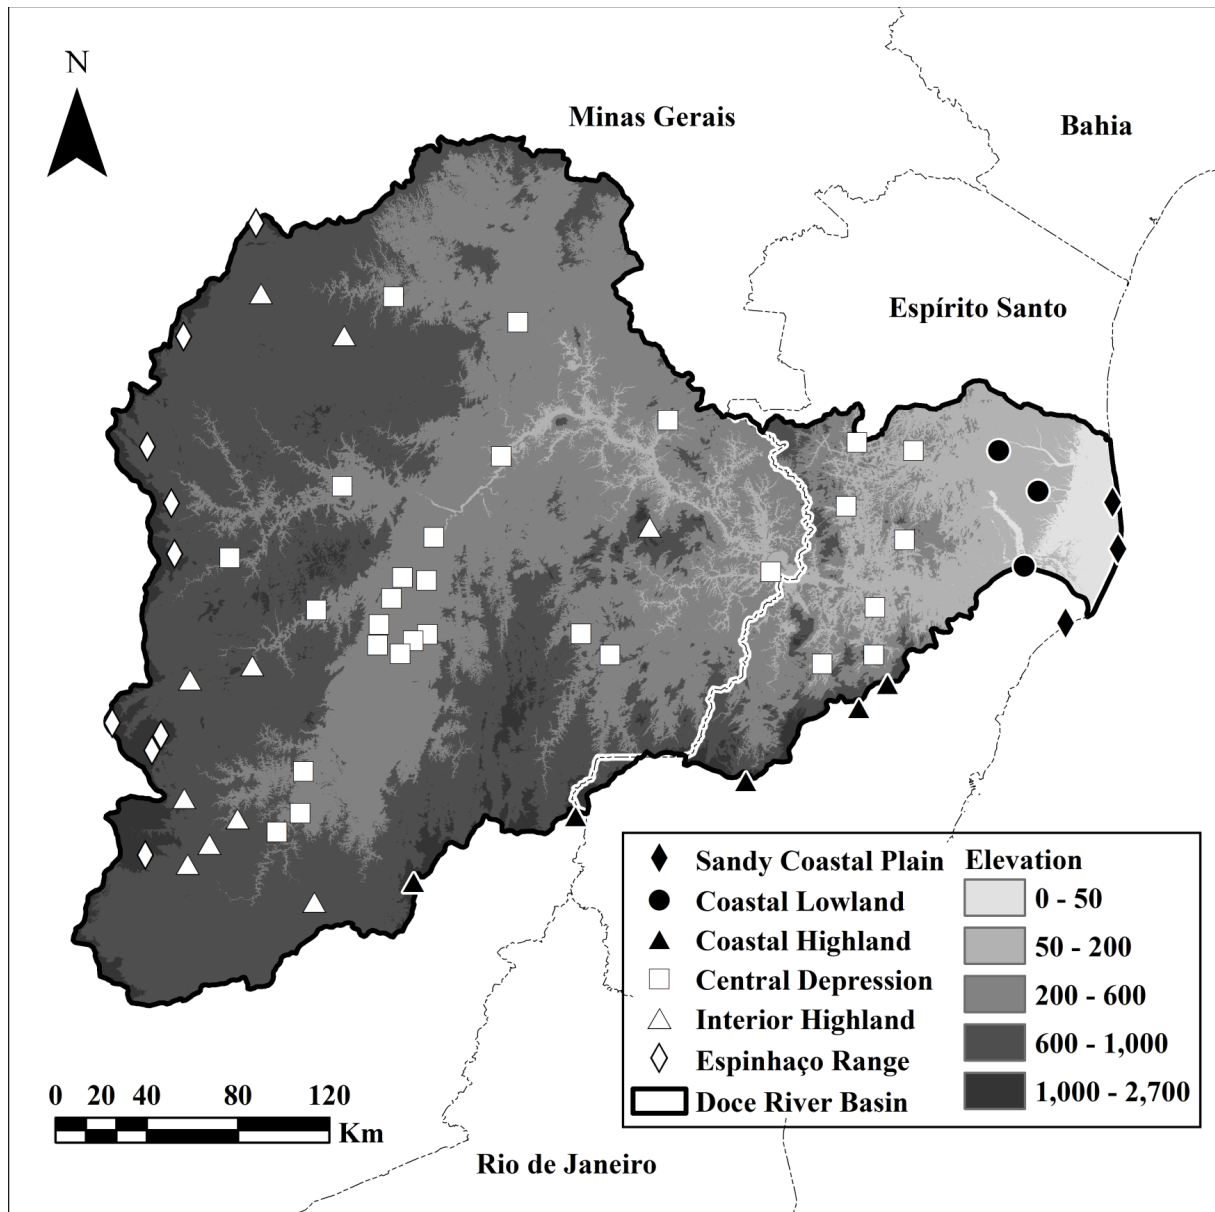 N
Minas Gerais
Bahia
Espírito Santo
Sandy Coastal Plain
Coastal Lowland
Coastal Highland
Central Depression
Interior Highland
Espinhaço Range
Doce River Basin
Elevation
0 - 50
50 - 200
200 - 600
600 - 1,000
1,000 - 2,700
0 20 40 80 120
Km
Rio de Janeiro